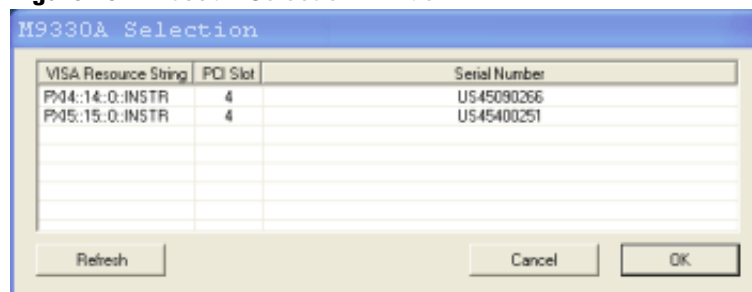 M9330A Selection
VISA Resource String PCI Slot Serial Number
PXI4::14::0::INSTR 4 US45090266
PXI5::15::0::INSTR 4 US45400251
Refresh Cancel OK